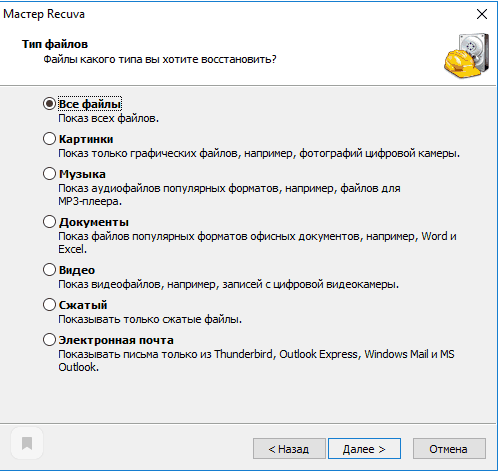 Мастер Recuva
Тип файлов
Файлы какого типа вы хотите восстановить?
Все файлы
Показ всех файлов.
Картинки
Показ только графических файлов, например, фотографий цифровой камеры.
Музыка
Показ аудиофайлов популярных форматов, например, файлов для
MP3-плеера.
Документы
Показ файлов популярных форматов офисных документов, например, Word и
Excel.
Видео
Показ видеофайлов, например, записей с цифровой видеокамеры.
Сжатый
Показывать только сжатые файлы.
Электронная почта
Показывать письма только из Thunderbird, Outlook Express, Windows Mail и MS
Outlook.
< Назад
Далее >
Отмена